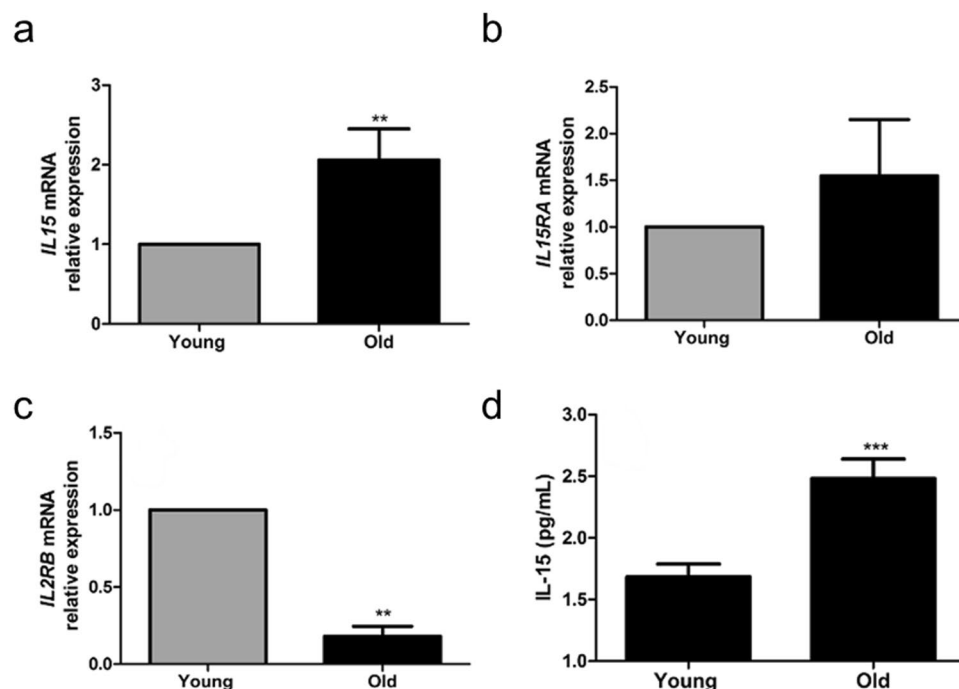 a
IL15 mRNA
relative expression
3
2
1
0
**
Young
Old
b
IL15RA mRNA
relative expression
2.5
2.0
1.5
1.0
0.5
0.0
Young
Old
c
IL2RB mRNA
relative expression
1.5
1.0
0.5
0.0
**
Young
Old
d
IL-15 (pg/mL)
3.0
2.5
2.0
1.5
1.0
***
Young
Old